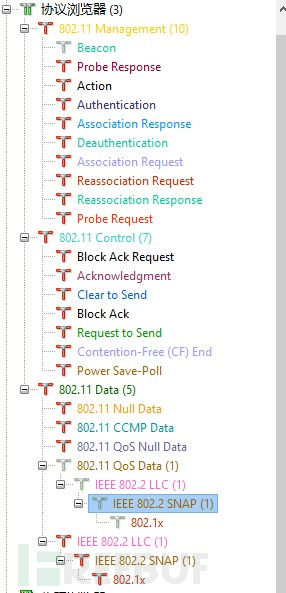 协议浏览器 (3)
802.11 Management (10)
Beacon
Probe Response
Action
Authentication
Association Response
Deauthentication
Association Request
Reassociation Request
Reassociation Response
Probe Request
802.11 Control (7)
Block Ack Request
Acknowledgment
Clear to Send
Block Ack
Request to Send
Contention-Free (CF) End
Power Save-Poll
802.11 Data (5)
802.11 Null Data
802.11 CCMP Data
802.11 QoS Null Data
802.11 QoS Data (1)
IEEE 802.2 LLC (1)
IEEE 802.2 SNAP (1)
802.1x
IEEE 802.2 LLC (1)
IEEE 802.2 SNAP (1)
802.1x
FREEBUF